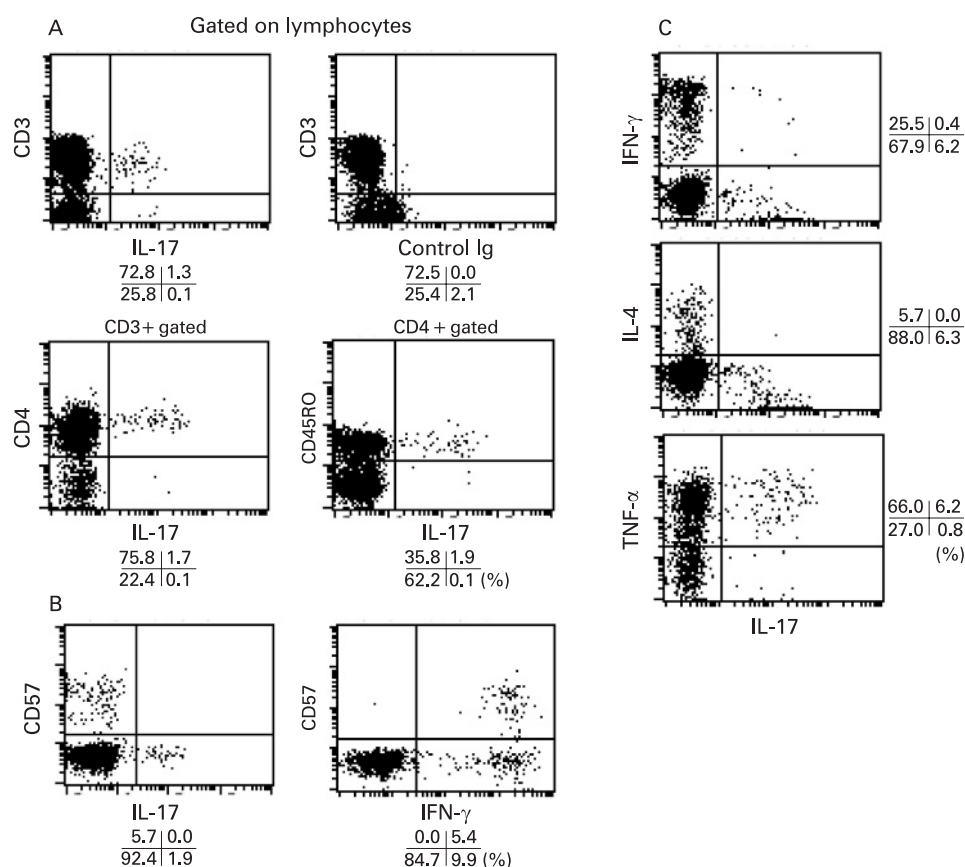 A
Gated on lymphocytes
CD3
IL-17
72.8 1.3
25.8 0.1
CD3
Control Ig
72.5 0.0
25.4 2.1
CD3+ gated
CD4
IL-17
75.8 1.7
22.4 0.1
CD4 + gated
CD45RO
IL-17
35.8 1.9
62.2 0.1 (%)
B
CD57
IL-17
5.7 0.0
92.4 1.9
CD57
IFN-γ
0.0 5.4
84.7 9.9 (%)
C
IFN-γ
25.5 0.4
67.9 6.2
IL-4
5.7 0.0
88.0 6.3
TNF-α
66.0 6.2
27.0 0.8
(%)
IL-17